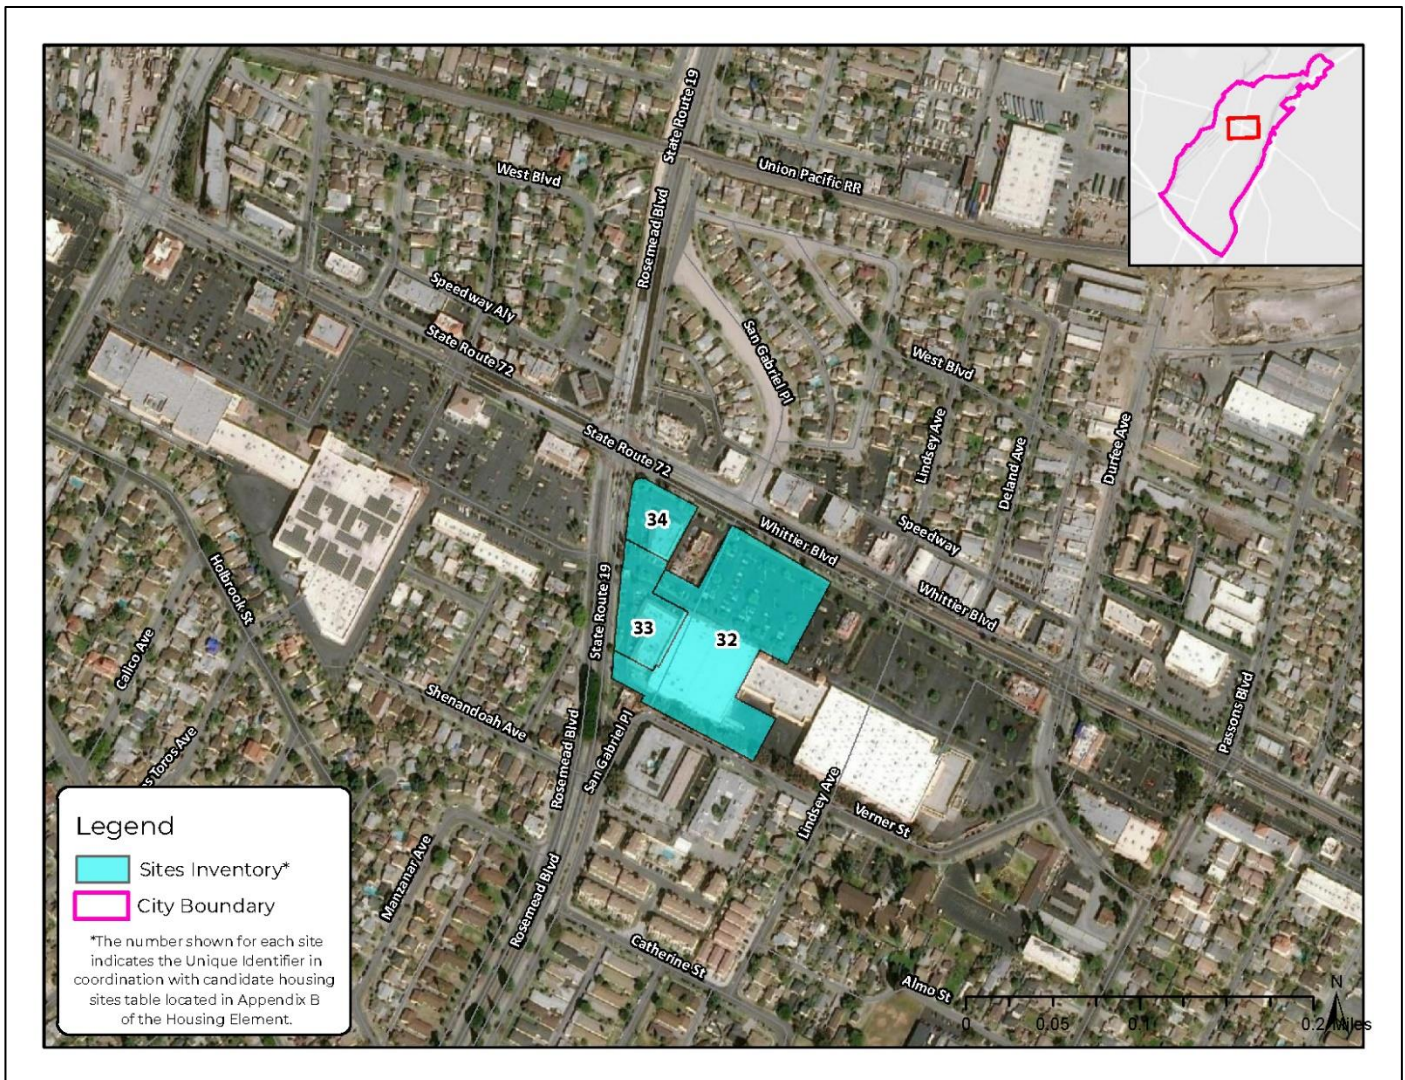 State Route 19
Union Pacific RR
West Blvd
Rosemead Blvd
Speedway Aly
State Route 72
San Gabriel Pl
West Blvd
Lindsey Ave
Deland Ave
Durfee Ave
State Route 72
34
Whittier Blvd
Speedway
Whittier Blvd
Holbrook St
State Route 19
33
32
Calico Ave
Passons Blvd
Shenandoah Ave
Rosemead Blvd
San Gabriel Pl
Lindsey Ave
Verner St
os Toros Ave
Manzanar Ave
Rosemead Blvd
Catherine St
Almo St
Legend
Sites Inventory*
City Boundary
*The number shown for each site
indicates the Unique Identifier in
coordination with candidate housing
sites table located in Appendix B
of the Housing Element.
N
0 0.05 0.1 0.2 Miles